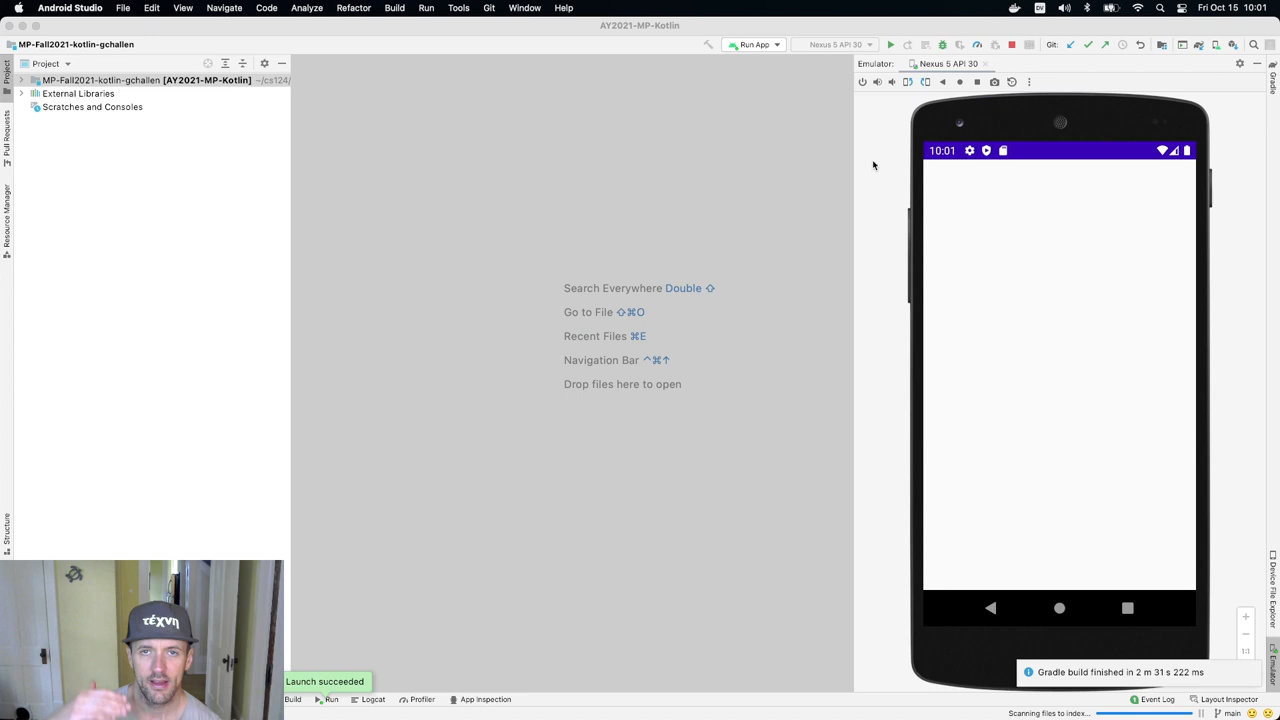 Android Studio File Edit View Navigate Code Analyze Refactor Build Run Tools Git Window Help DV Fri Oct 15 10:01
AY2021-MP-Kotlin
MP-Fall2021-kotlin-gchallen Run App Nexus 5 API 30 Git:
Project Emulator: Nexus 5 API 30
MP-Fall2021-kotlin-gchallen [AY2021-MP-Kotlin] ~/cs124/
External Libraries
Scratches and Consoles
Project
Pull Requests
Resource Manager
Structure
Gradle
Device File Explorer
Emulator
10:01
Search Everywhere Double ⇧
Go to File ⇧⌘O
Recent Files ⌘E
Navigation Bar ^⌘↑
Drop files here to open
τέχνη
1:1
Gradle build finished in 2 m 31 s 222 ms
Launch succeeded
Build Run Logcat Profiler App Inspection Event Log Layout Inspector
Scanning files to index... main